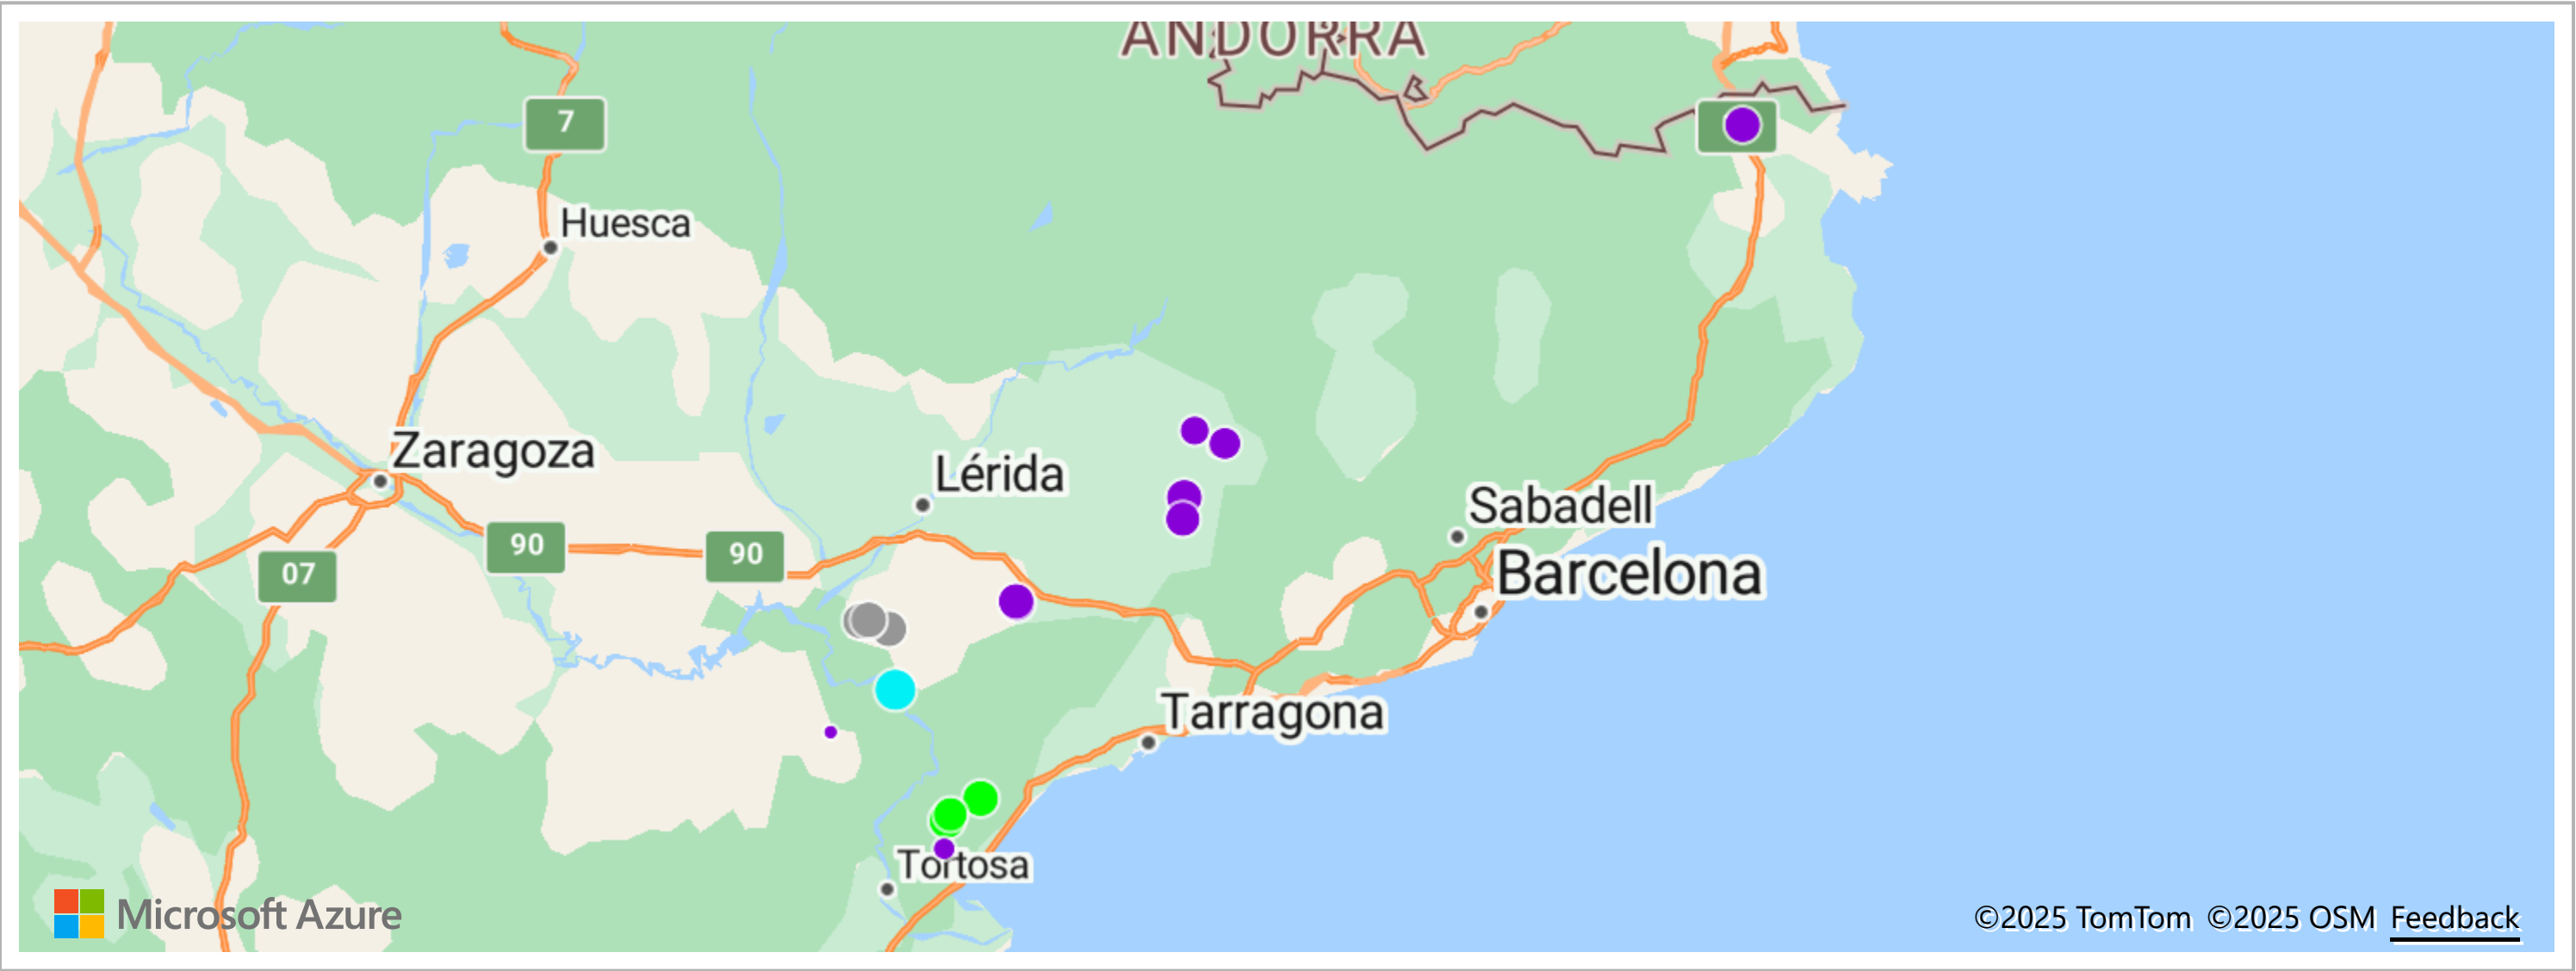 ANDORRA
7
Huesca
Zaragoza
Lérida
Sabadell
90
90
Barcelona
07
Tarragona
Tortosa
Microsoft Azure
©2025 TomTom ©2025 OSM Feedback